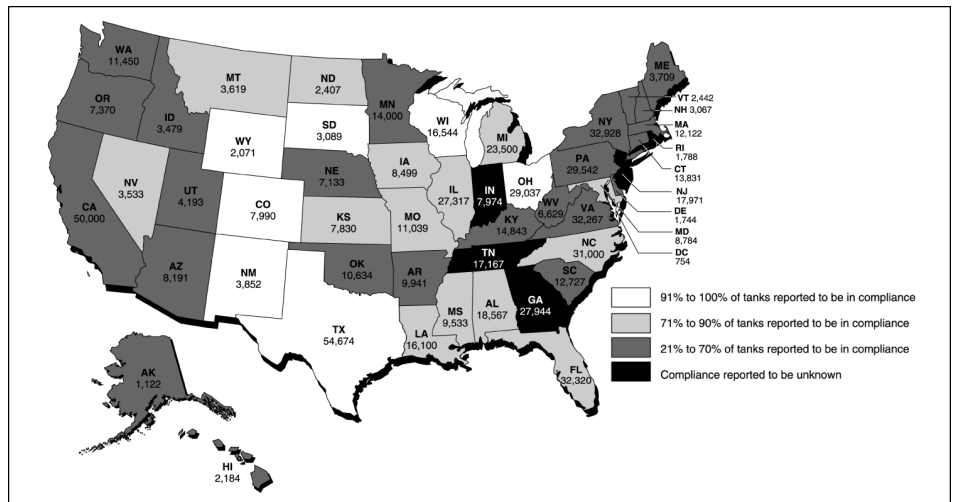 WA
11,450
OR
7,370
ID
3,479
MT
3,619
ND
2,407
MN
14,000
SD
3,089
WY
2,071
WI
16,544
MI
23,500
ME
3,709
VT 2,442
NH 3,067
MA
12,122
RI
1,788
CT
13,831
NJ
17,971
DE
1,744
MD
8,784
DC
754
NY
32,928
PA
29,542
NE
7,133
IA
8,499
IL
27,317
IN
7,974
OH
29,037
WV
6,629
VA
32,267
KY
14,843
NV
3,533
UT
4,193
CA
50,000
CO
7,990
KS
7,830
MO
11,039
TN
17,167
NC
31,000
SC
12,727
AZ
8,191
NM
3,852
OK
10,634
AR
9,941
MS
9,533
AL
18,567
GA
27,944
TX
54,674
LA
16,100
FL
32,320
AK
1,122
HI
2,184
91% to 100% of tanks reported to be in compliance
71% to 90% of tanks reported to be in compliance
21% to 70% of tanks reported to be in compliance
Compliance reported to be unknown